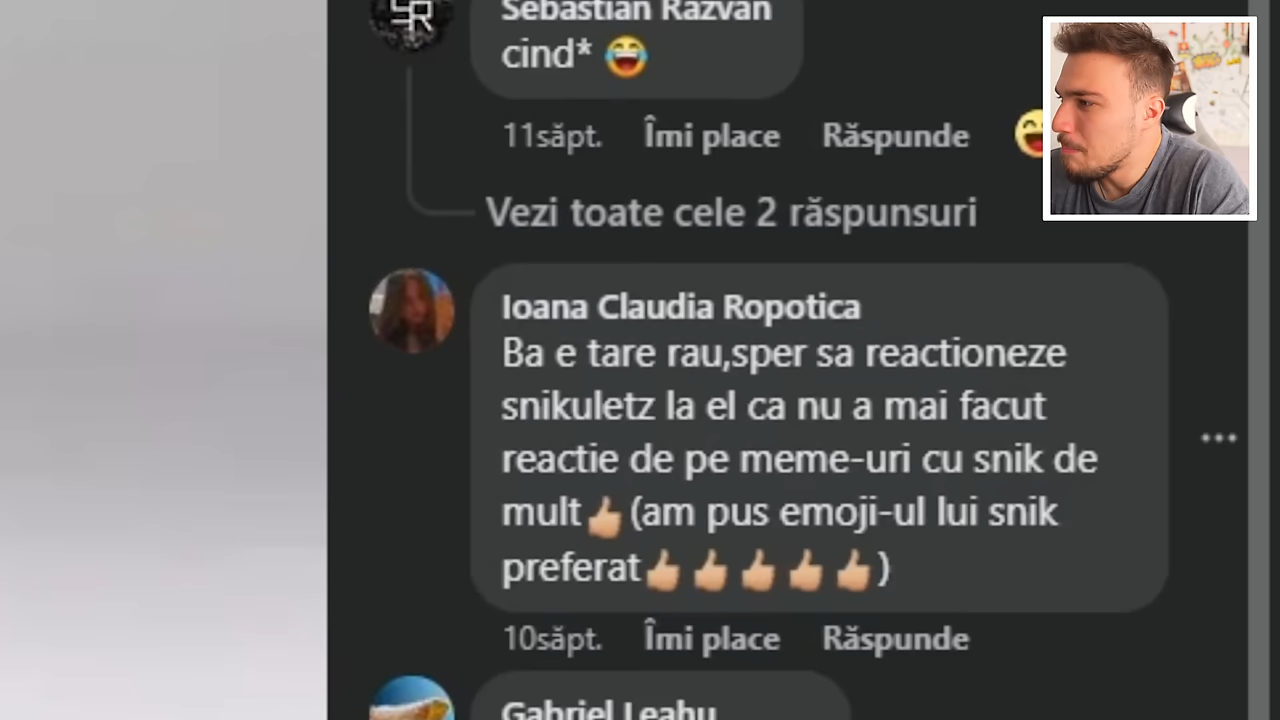 Sebastian Razvan
cind* 😂
11săpt. Îmi place Răspunde
Vezi toate cele 2 răspunsuri
Ioana Claudia Ropotica
Ba e tare rau,sper sa reactioneze
snikuletz la el ca nu a mai facut
reactie de pe meme-uri cu snik de
mult👍🏼(am pus emoji-ul lui snik
preferat👍🏼👍🏼👍🏼👍🏼👍🏼)
10săpt. Îmi place Răspunde
Gabriel Leahu